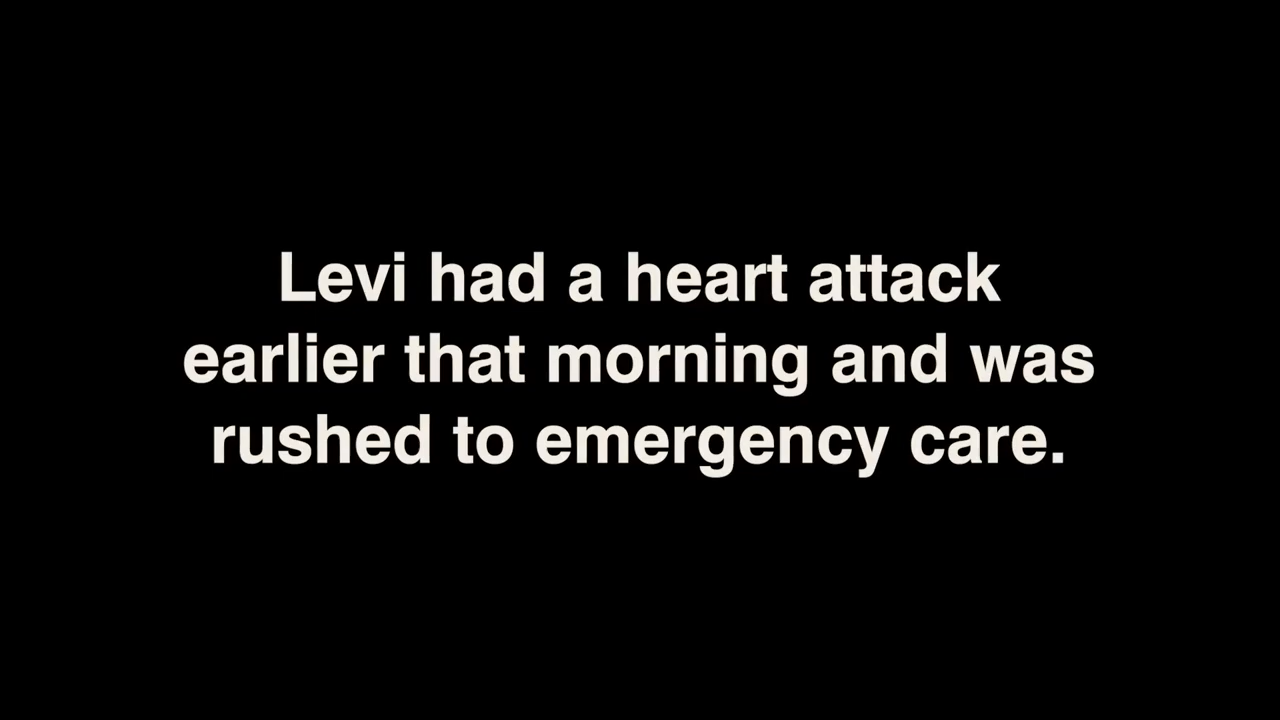 Levi had a heart attack
earlier that morning and was
rushed to emergency care.